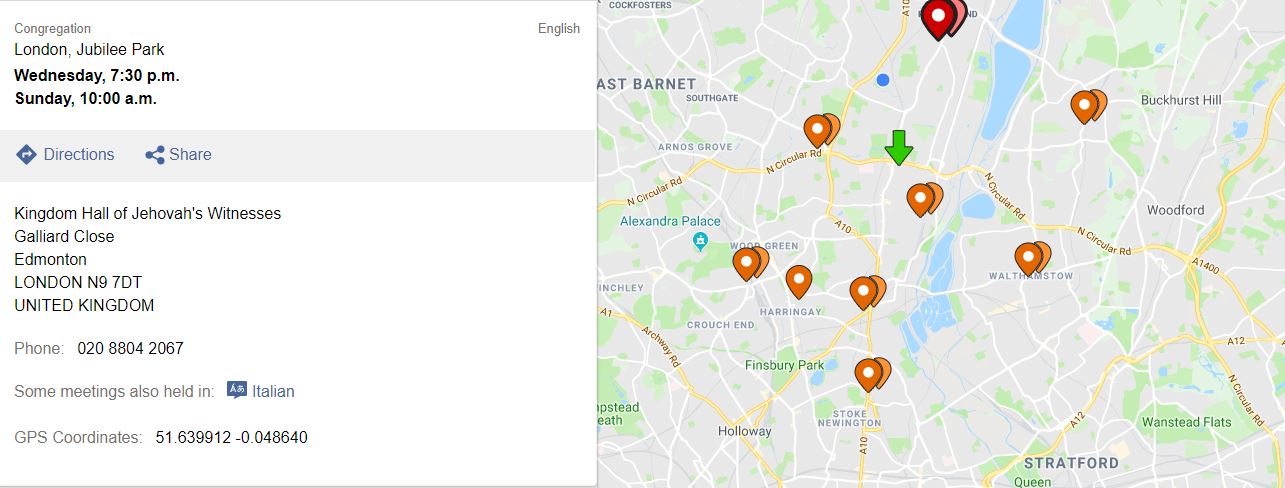 Congregation
English
London, Jubilee Park
Wednesday, 7:30 p.m.
Sunday, 10:00 a.m.
Directions
Share
Kingdom Hall of Jehovah's Witnesses
Galliard Close
Edmonton
LONDON N9 7DT
UNITED KINGDOM
Phone: 020 8804 2067
Some meetings also held in: Italian
GPS Coordinates: 51.639912 -0.048640
COCKFOSTERS
A10
AST BARNET
SOUTHGATE
Buckhurst Hill
ARNOS GROVE
N Circular Rd
N Circular Rd
N Circular Rd
Alexandra Palace
A10
Woodford
WOOD GREEN
N Circular Rd
WALTHAMSTOW
A1400
INCHLEY
HARRINGAY
A1
CROUCH END
Archway Rd
A12
A12
Finsbury Park
N Circular Rd
mpstead
Heath
STOKE
NEWINGTON
Holloway
Wanstead Flats
A10
STRATFORD
Queen